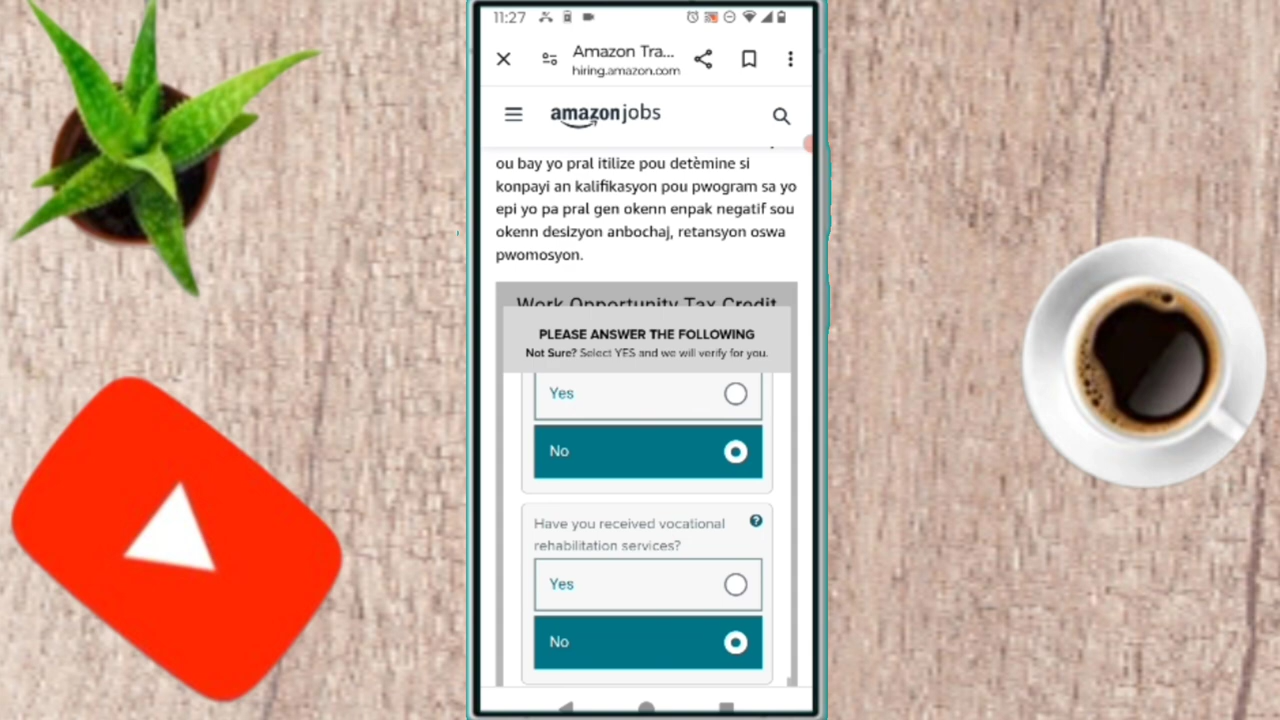 11:27
Amazon Tra...
hiring.amazon.com
amazonjobs
ou bay yo pral itilize pou detèmine si
konpayi an kalifikasyon pou pwogram sa yo
epi yo pa pral gen okenn enpak negatif sou
okenn desizyon anbochaj, retansyon oswa
pwomosyon.
Work Opportunity Tax Credit
PLEASE ANSWER THE FOLLOWING
Not Sure? Select YES and we will verify for you.
Yes
No
Have you received vocational
rehabilitation services?
?
Yes
No